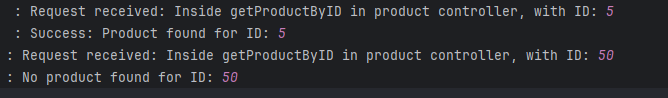 : Request received: Inside getProductByID in product controller, with ID: 5
: Success: Product found for ID: 5
: Request received: Inside getProductByID in product controller, with ID: 50
: No product found for ID: 50